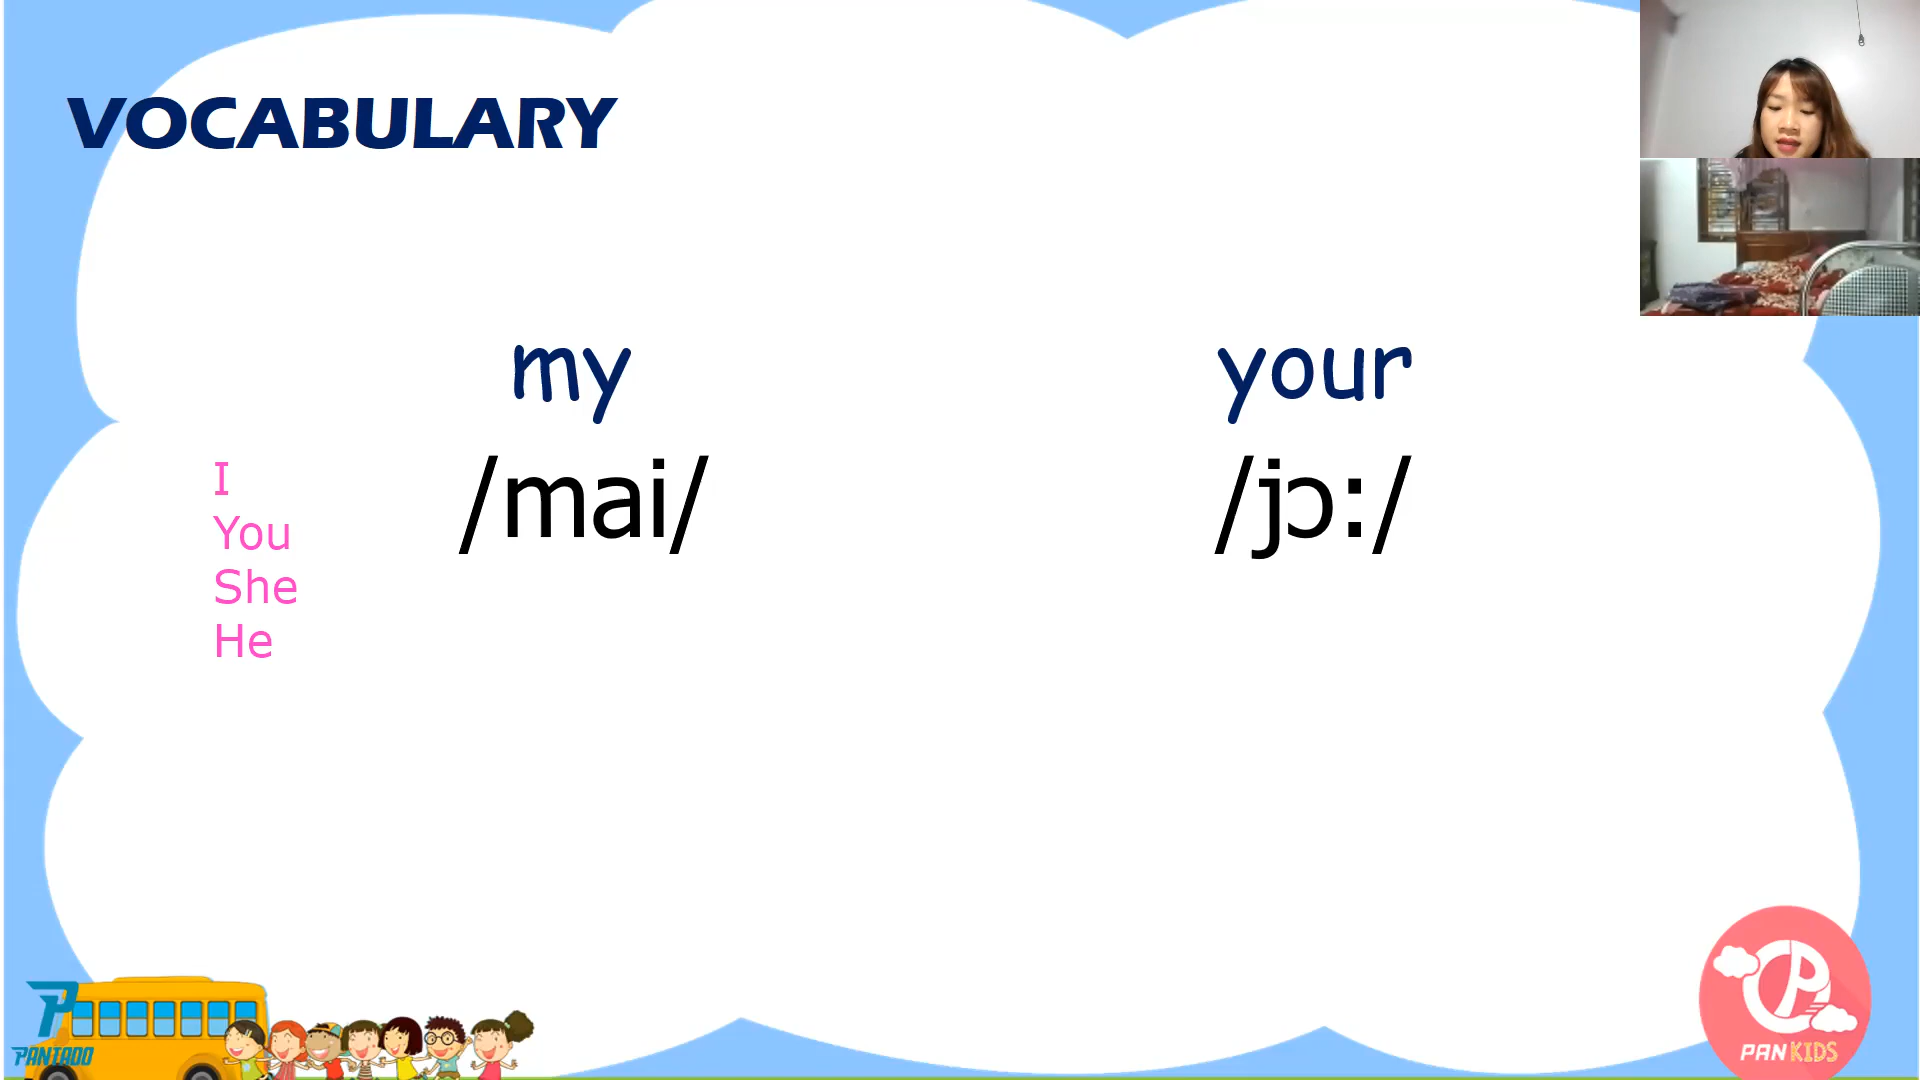 VOCABULARY
my
your
/mai/
/jɔ:/
I
You
She
He
PANTADO
PAN KIDS